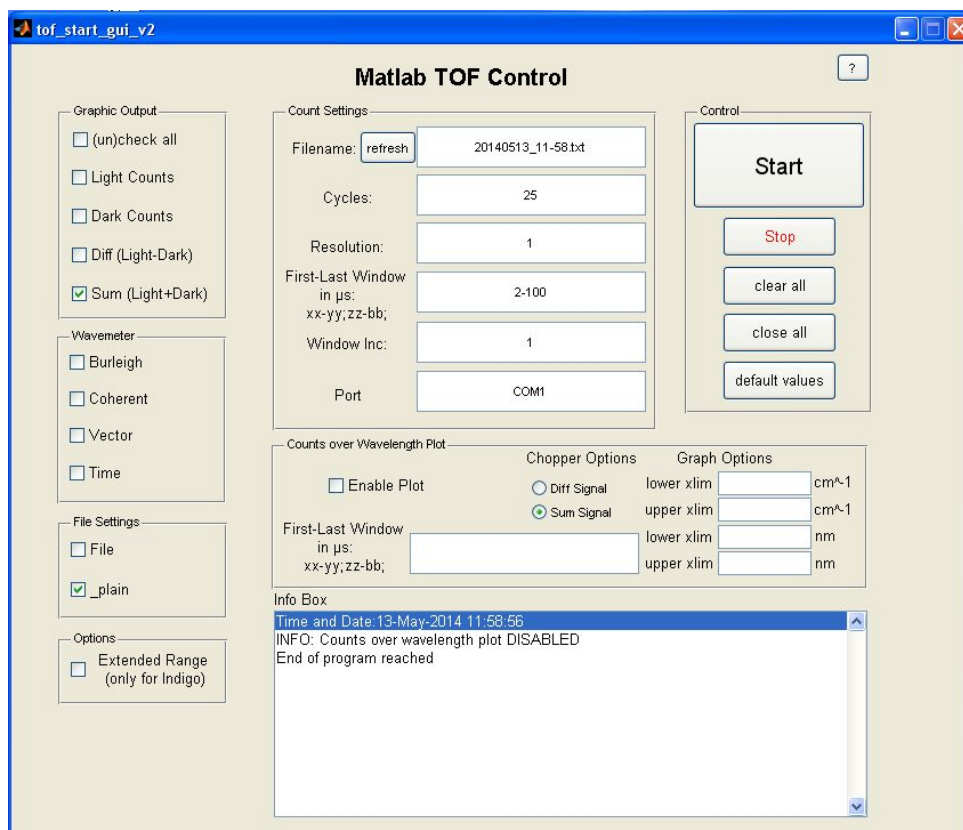 tof_start_gui_v2
Matlab TOF Control
?
Graphic Output
(un)check all
Light Counts
Dark Counts
Diff (Light-Dark)
Sum (Light+Dark)
Wavemeter
Burleigh
Coherent
Vector
Time
File Settings
File
_plain
Options
Extended Range
(only for Indigo)
Count Settings
Filename: refresh 20140513_11-58.txt
Cycles: 25
Resolution: 1
First-Last Window
in µs:
xx-yy;zz-bb;
2-100
Window Inc: 1
Port COM1
Control
Start
Stop
clear all
close all
default values
Counts over Wavelength Plot
Enable Plot
First-Last Window
in µs:
xx-yy;zz-bb;
Chopper Options
Diff Signal
Sum Signal
Graph Options
lower xlim cm^-1
upper xlim cm^-1
lower xlim nm
upper xlim nm
Info Box
Time and Date:13-May-2014 11:58:56
INFO: Counts over wavelength plot DISABLED
End of program reached